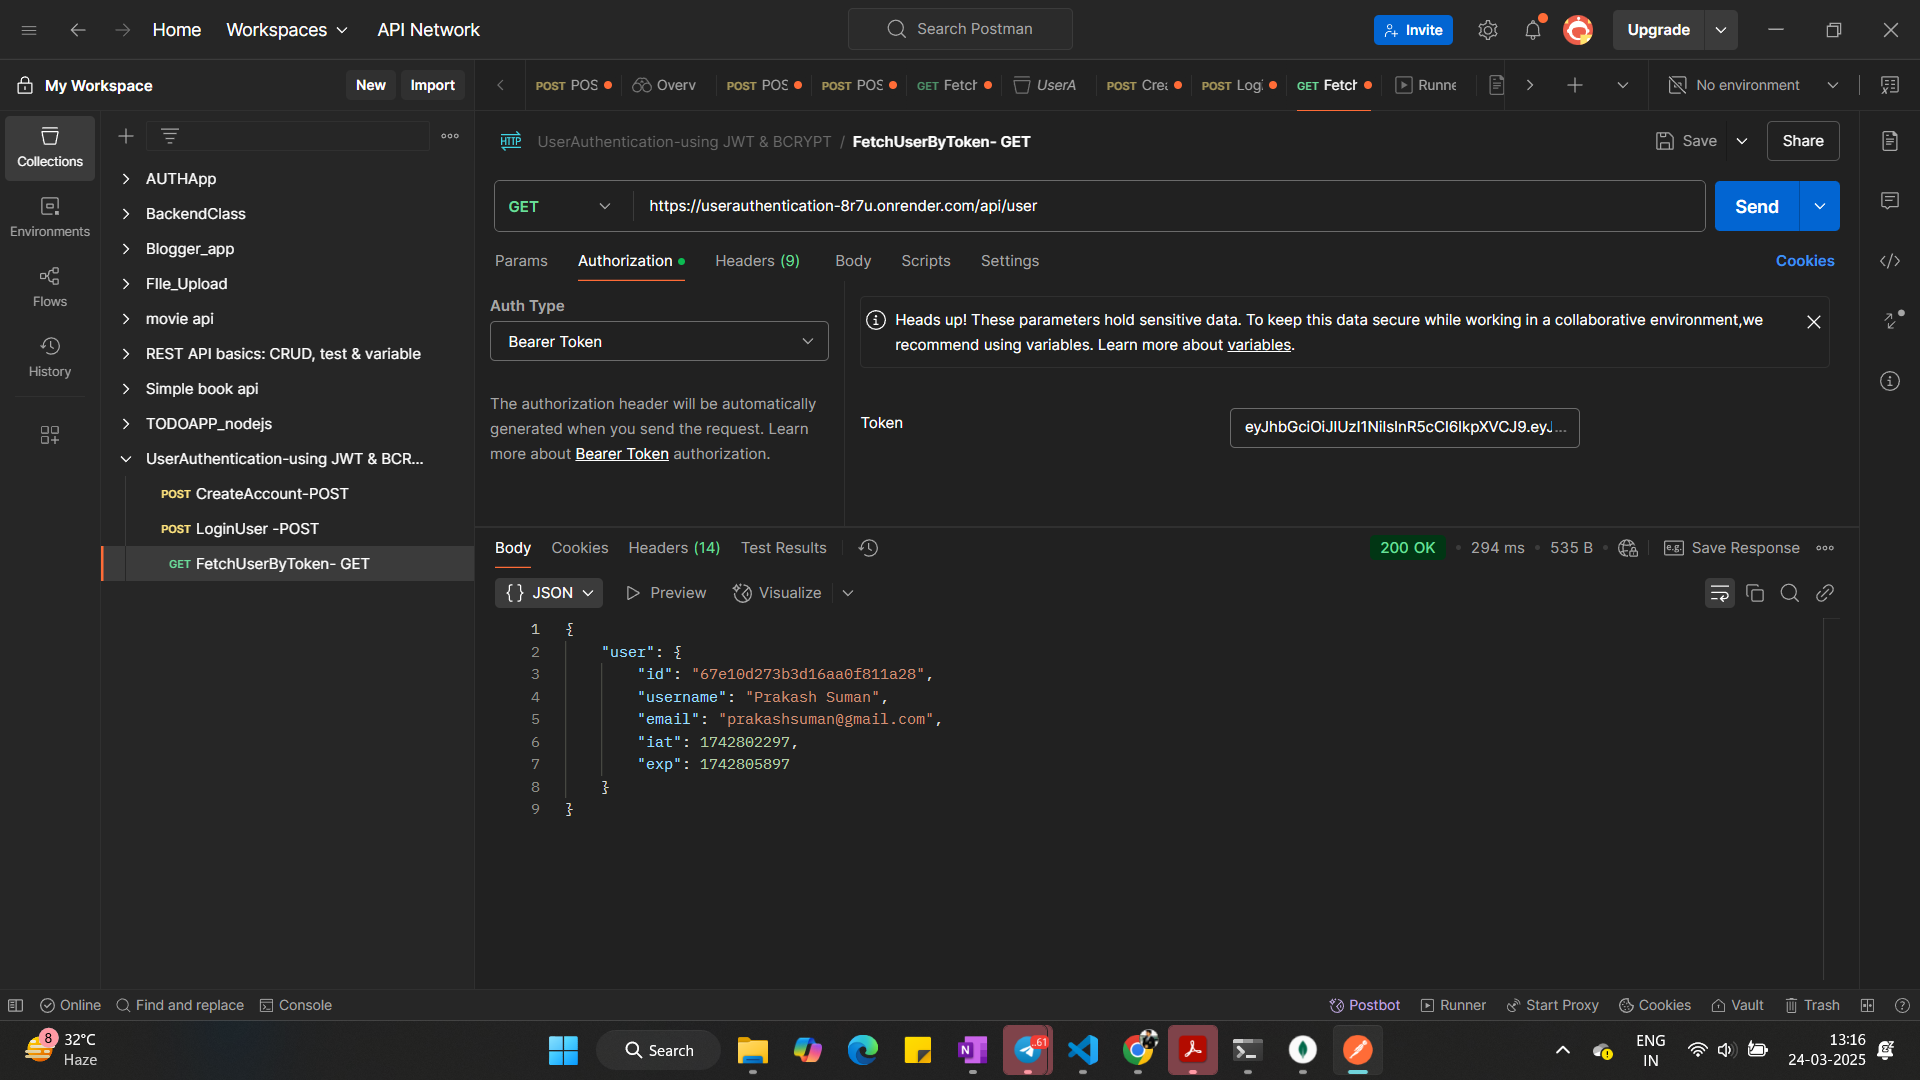 Home
Workspaces
API Network
Search Postman
Invite
Upgrade
My Workspace
New
Import
POST POS
Overv
POST POS
POST POS
GET Fetch
UserA
POST Cre
POST Log
GET Fetch
Runne
No environment
Collections
Environments
Flows
History
AUTHApp
BackendClass
Blogger_app
FIle_Upload
movie api
REST API basics: CRUD, test & variable
Simple book api
TODOAPP_nodejs
UserAuthentication-using JWT & BCR...
POST CreateAccount-POST
POST LoginUser -POST
GET FetchUserByToken- GET
HTTP UserAuthentication-using JWT & BCRYPT / FetchUserByToken- GET
Save
Share
GET
https://userauthentication-8r7u.onrender.com/api/user
Send
Params
Authorization
Headers (9)
Body
Scripts
Settings
Cookies
Auth Type
Bearer Token
The authorization header will be automatically
generated when you send the request. Learn
more about Bearer Token authorization.
Heads up! These parameters hold sensitive data. To keep this data secure while working in a collaborative environment,we
recommend using variables. Learn more about variables.
Token
Body
Cookies
Headers (14)
Test Results
200 OK
294 ms
535 B
e.g.
Save Response
{} JSON
Preview
Visualize
1 {
2 "user": {
3 "id": "67e10d273b3d16aa0f811a28",
4 "username": "Prakash Suman",
5 "email": "prakashsuman@gmail.com",
6 "iat": 1742802297,
7 "exp": 1742805897
8 }
9 }
Online
Find and replace
Console
Postbot
Runner
Start Proxy
Cookies
Vault
Trash
8
32°C
Haze
Search
61
ENG
IN
13:16
24-03-2025